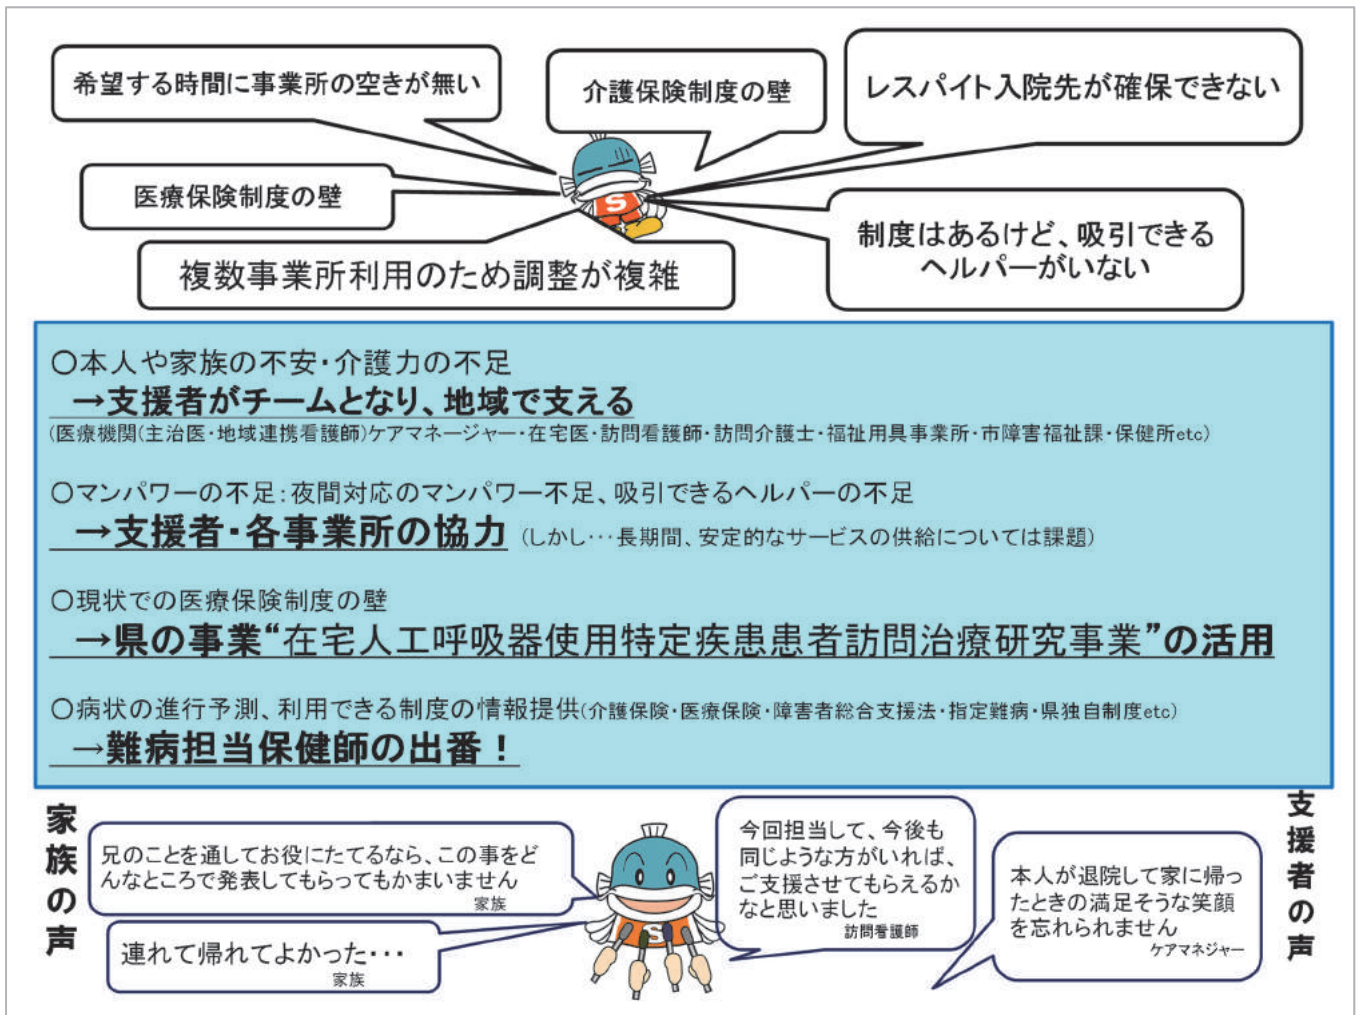 希望する時間に事業所の空きが無い
介護保険制度の壁
レスパイト入院先が確保できない
医療保険制度の壁
制度はあるけど、吸引できる
ヘルパーがいない
複数事業所利用のため調整が複雑
S
○本人や家族の不安・介護力の不足
→支援者がチームとなり、地域で支える
(医療機関(主治医・地域連携看護師)ケアマネージャー・在宅医・訪問看護師・訪問介護士・福祉用具事業所・市障害福祉課・保健所etc)
○マンパワーの不足:夜間対応のマンパワー不足、吸引できるヘルパーの不足
→支援者・各事業所の協力 (しかし…長期間、安定的なサービスの供給については課題)
○現状での医療保険制度の壁
→県の事業“在宅人工呼吸器使用特定疾患患者訪問治療研究事業”の活用
○病状の進行予測、利用できる制度の情報提供(介護保険・医療保険・障害者総合支援法・指定難病・県独自制度etc)
→難病担当保健師の出番！
家族の声
兄のことを通してお役にたてるなら、この事をど
んなところで発表してもらってもかまいません
家族
連れて帰れてよかった・・・
家族
S
今回担当して、今後も
同じような方がいれば、
ご支援させてもらえるか
なと思いました
訪問看護師
本人が退院して家に帰っ
たときの満足そうな笑顔
を忘れられません
ケアマネジャー
支援者の声